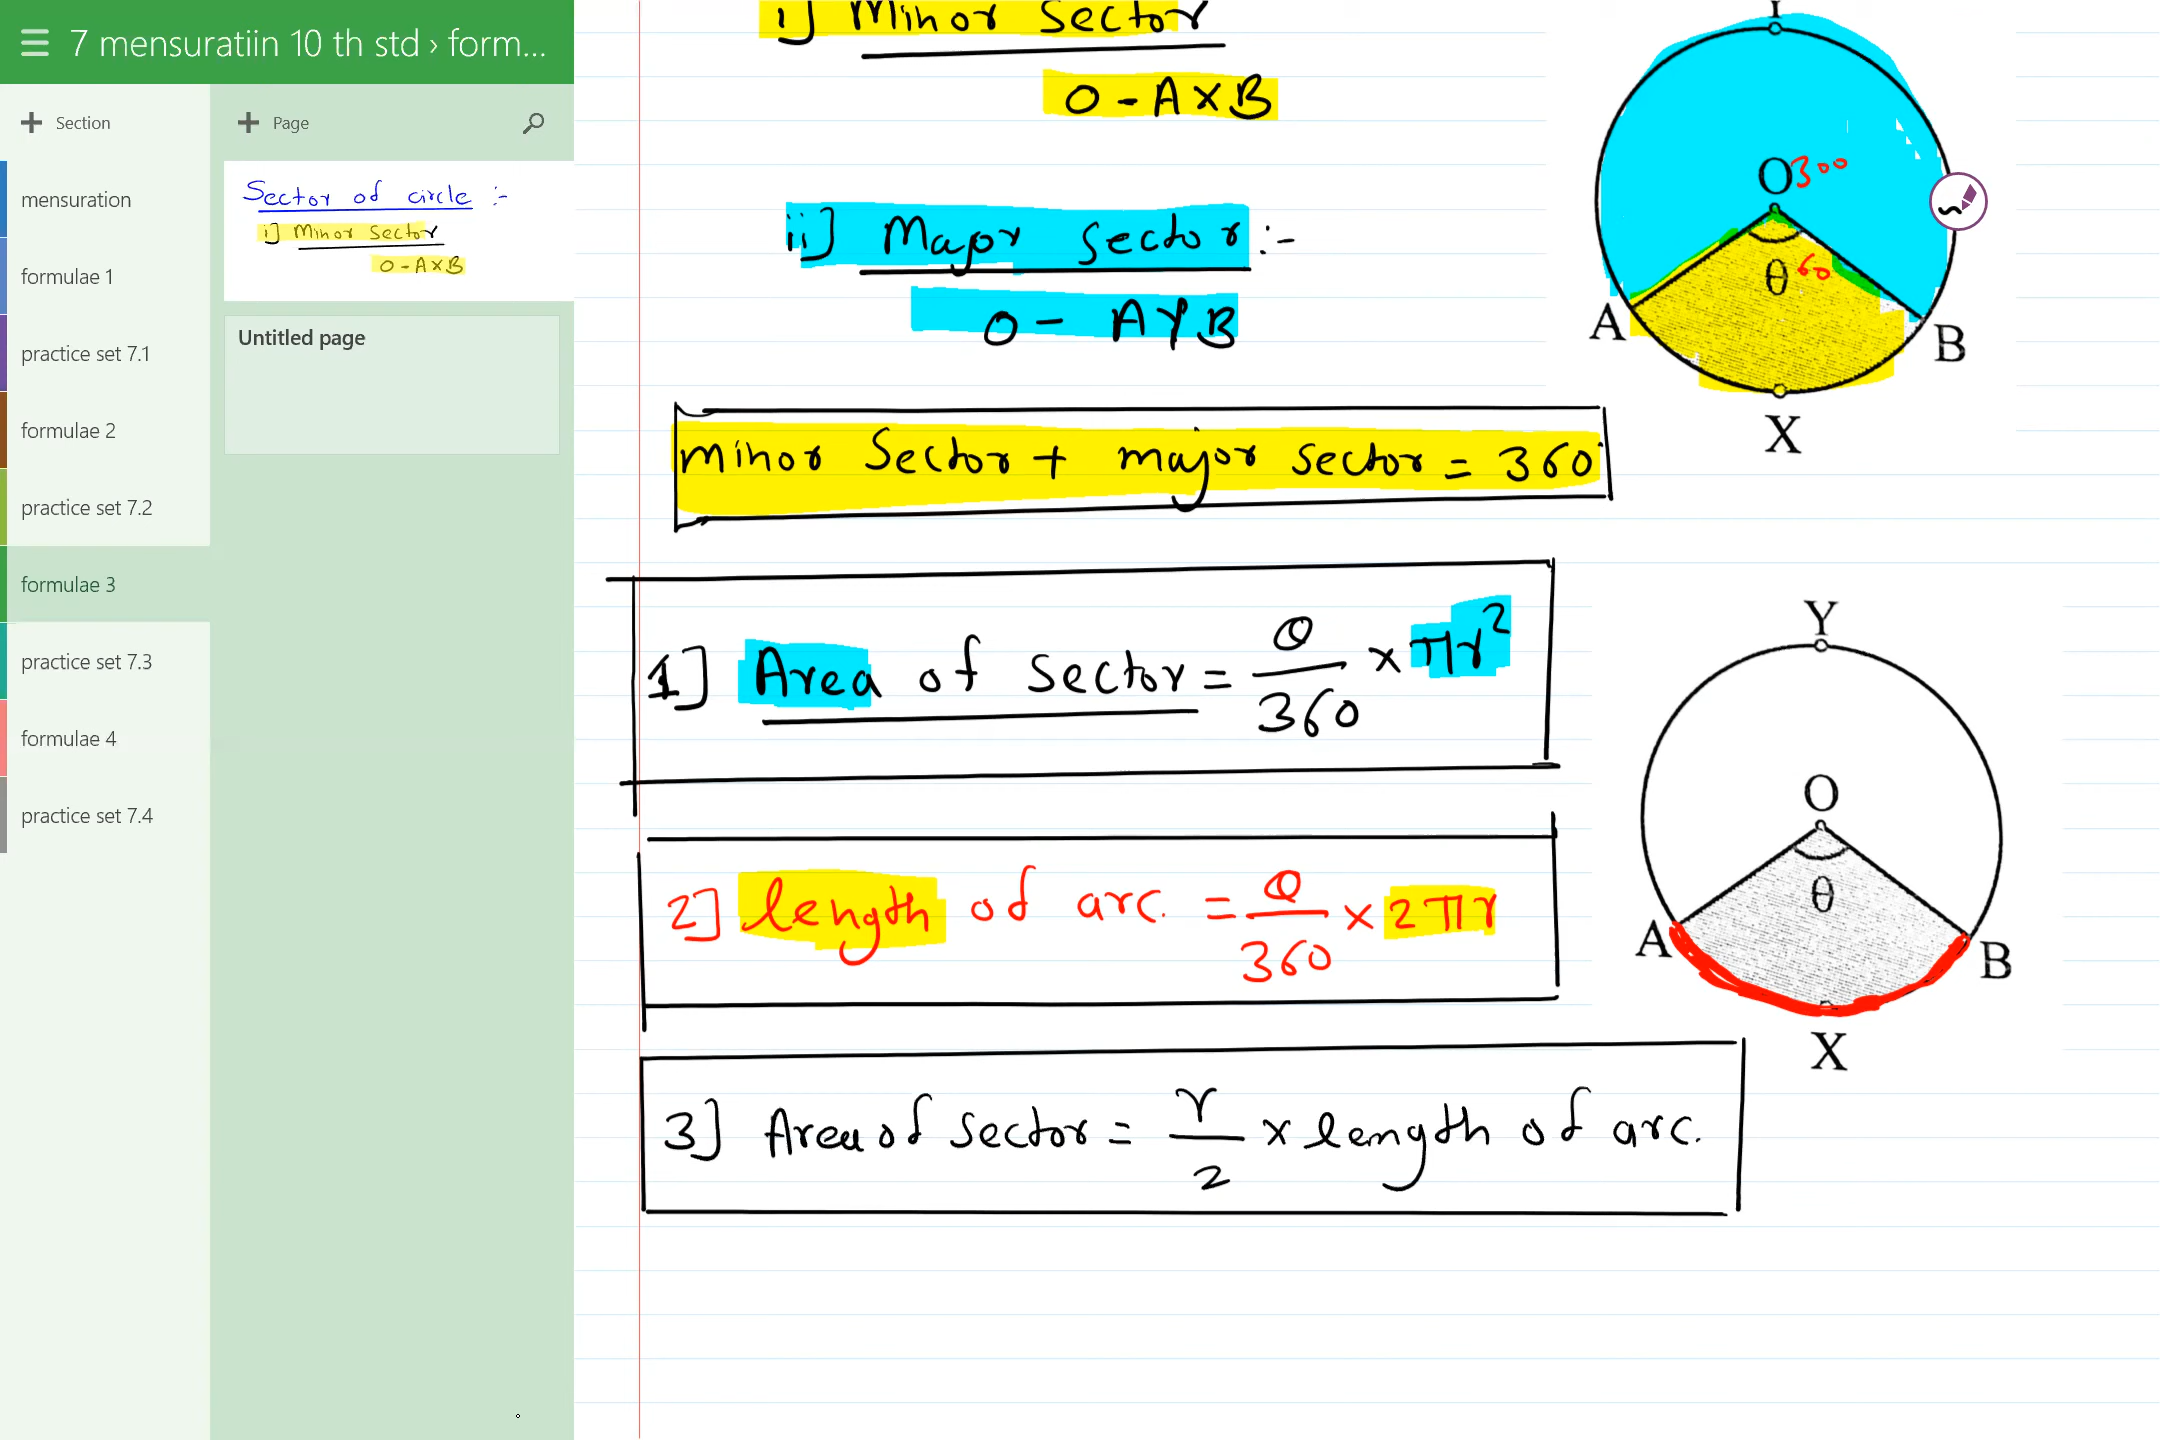 7 mensuratiin 10 th std › form...
Section
mensuration
formulae 1
practice set 7.1
formulae 2
practice set 7.2
formulae 3
practice set 7.3
formulae 4
practice set 7.4
Page
Sector of circle :-
i] Minor Sector
O - AXB
Untitled page
i] Minor Sector
O - AXB
ii] Major Sector :-
O - AYB
Minor Sector + major sector = 360
1] Area of Sector = θ/360 × πr²
2] length of arc. = θ/360 × 2πr
3] Area of Sector = r/2 × length of arc.
Y
O 300
θ 60
A
B
X
Y
O
θ
A
B
X